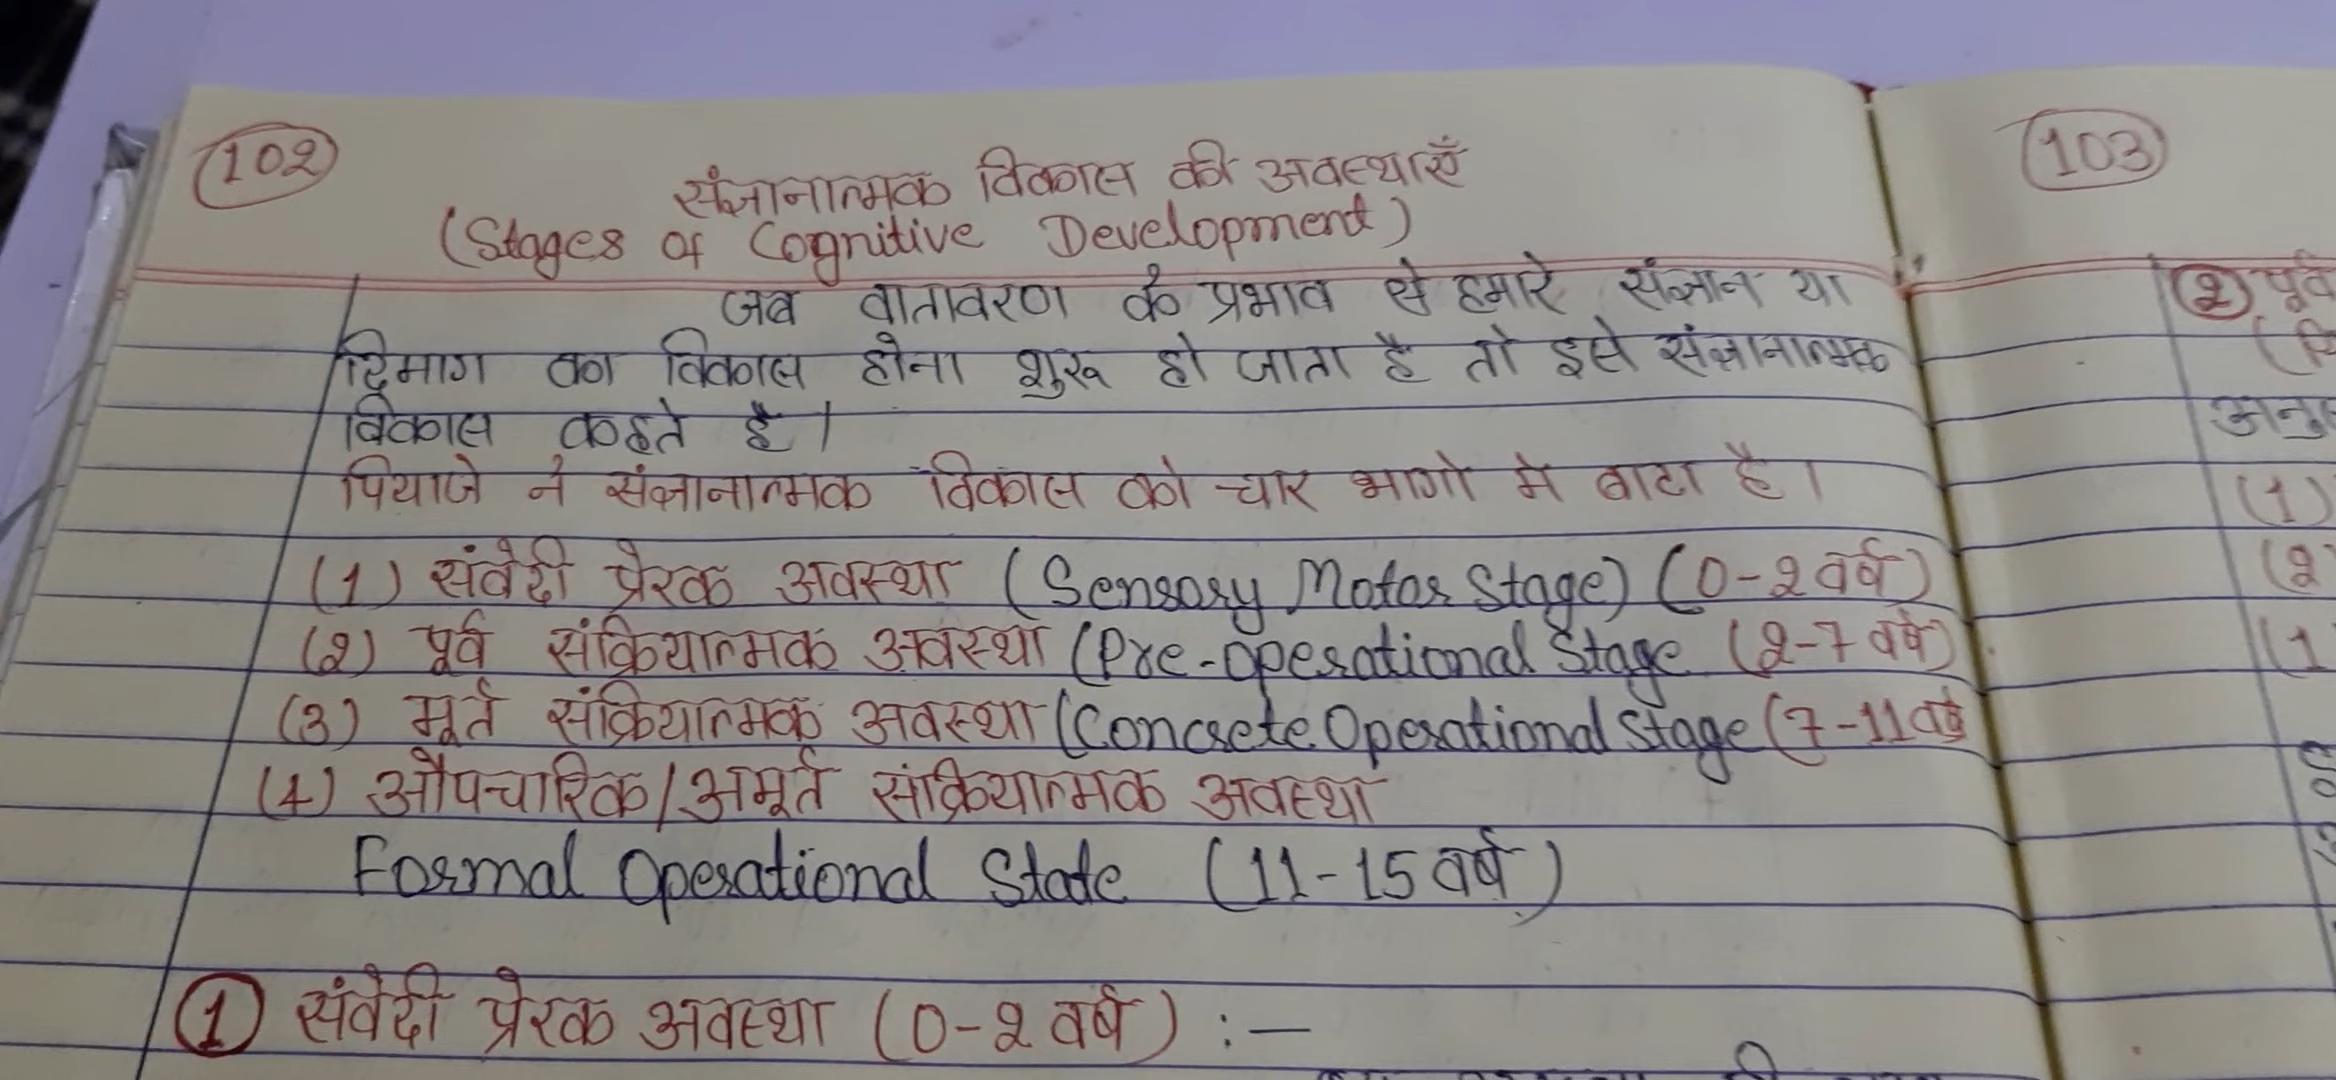 102
संज्ञानात्मक विकास की अवस्थाएँ
(Stages of Cognitive Development)
जब वातावरण के प्रभाव से हमारे संज्ञान या
दिमाग का विकास होना शुरू हो जाता है तो इसे संज्ञानात्मक
विकास कहते है।
पियाजे ने संज्ञानात्मक विकास को चार भागो मे बाटा है।
(1) संवेदी प्रेरक अवस्था (Sensory Motor Stage) (0-2 वर्ष)
(2) पूर्व संक्रियात्मक अवस्था (Pre-operational Stage (2-7 वर्ष)
(3) मूर्त संक्रियात्मक अवस्था (Concrete Operational Stage (7-11 वर्ष
(4) औपचारिक/अमूर्त संक्रियात्मक अवस्था
Formal Operational State (11-15 वर्ष)
1 संवेदी प्रेरक अवस्था (0-2 वर्ष) :-
103
2 पूर्व
(1)
(2
(1